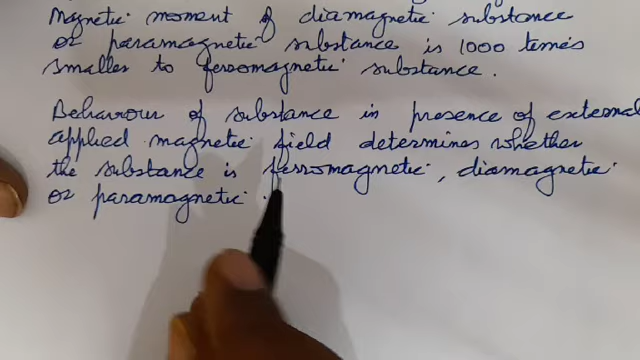 Magnetic moment of diamagnetic substance
or paramagnetic substance is 1000 times
smaller to ferromagnetic substance.
Behaviour of substance in presence of external
applied magnetic field determines whether
the substance is ferromagnetic, diamagnetic
or paramagnetic.